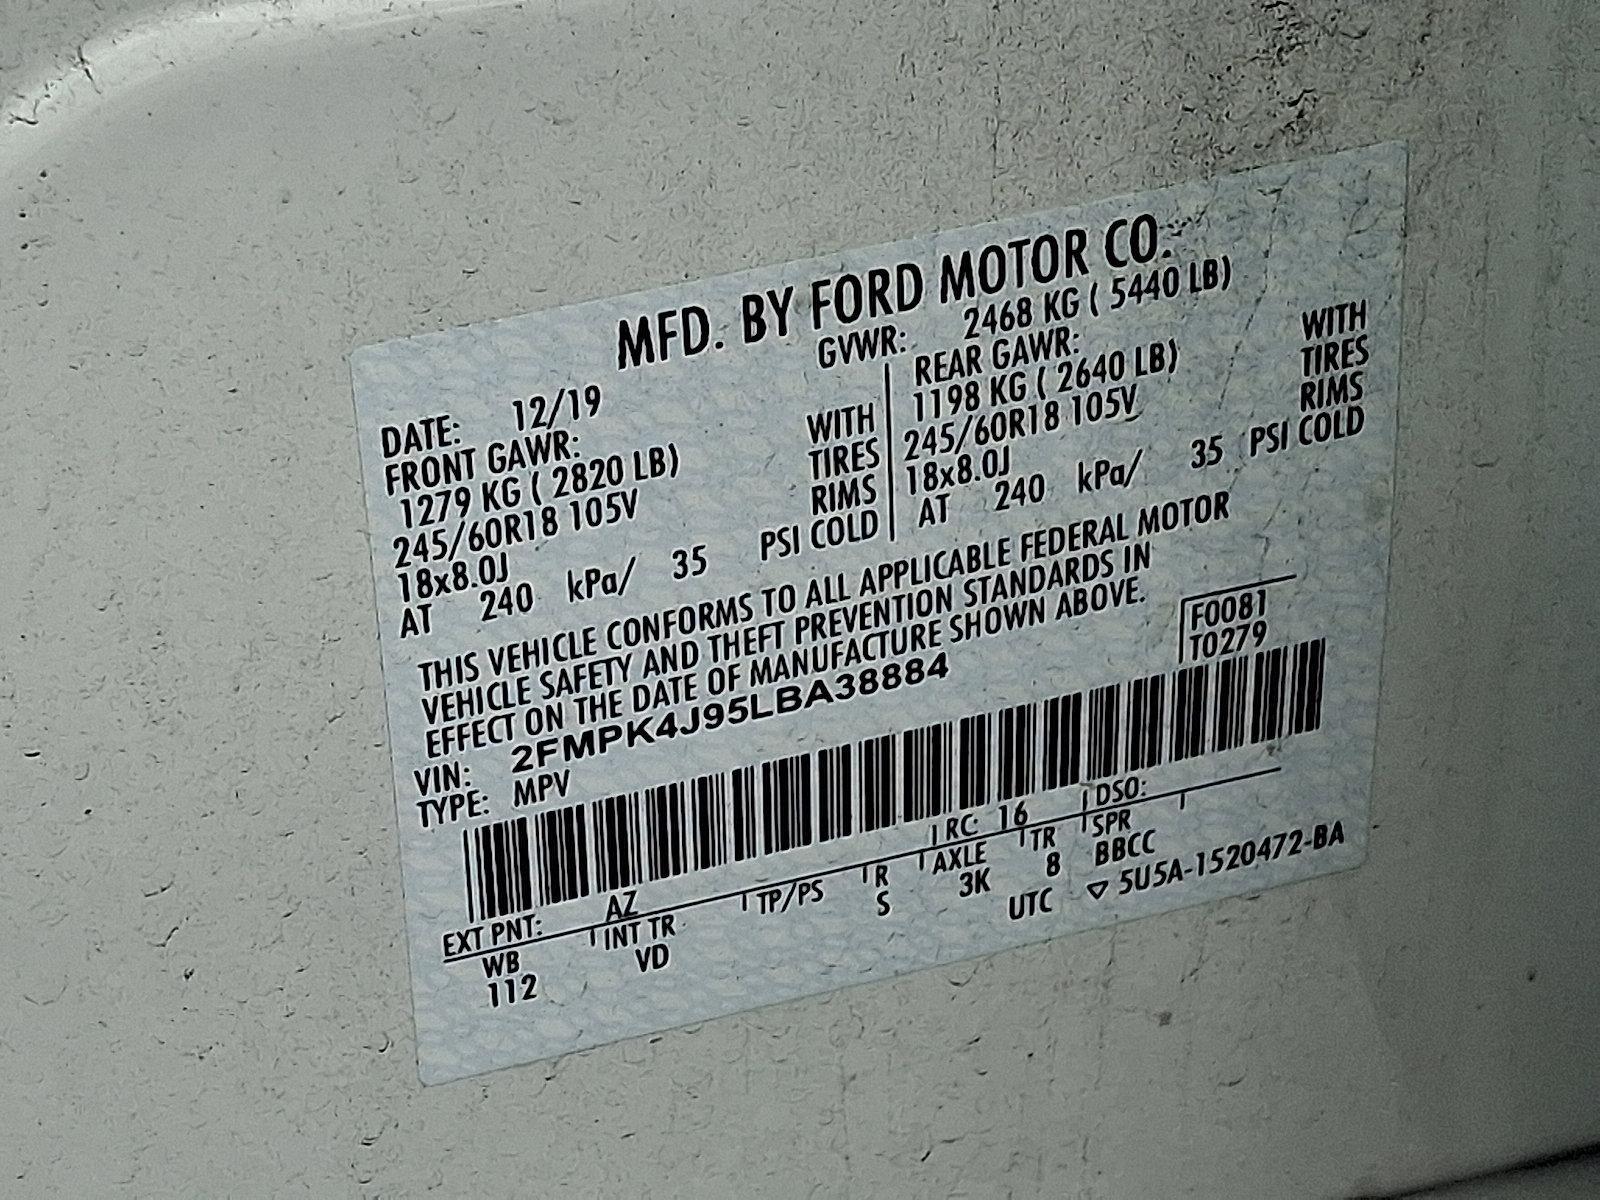 MFD. BY FORD MOTOR CO.
DATE: 12/19 GVWR: 2468 KG ( 5440 LB)
FRONT GAWR: REAR GAWR:
1279 KG ( 2820 LB) WITH 1198 KG ( 2640 LB) WITH
245/60R18 105V TIRES 245/60R18 105V TIRES
18x8.0J RIMS 18x8.0J RIMS
AT 240 kPa/ 35 PSI COLD AT 240 kPa/ 35 PSI COLD
THIS VEHICLE CONFORMS TO ALL APPLICABLE FEDERAL MOTOR
VEHICLE SAFETY AND THEFT PREVENTION STANDARDS IN
EFFECT ON THE DATE OF MANUFACTURE SHOWN ABOVE.
F0081
T0279
VIN: 2FMPK4J95LBA38884
TYPE: MPV
EXT PNT: AZ RC: 16 DSO:
WB INT TR TP/PS R AXLE TR SPR
112 VD S 3K 8 BBCC
UTC ▽ 5U5A-1520472-BA